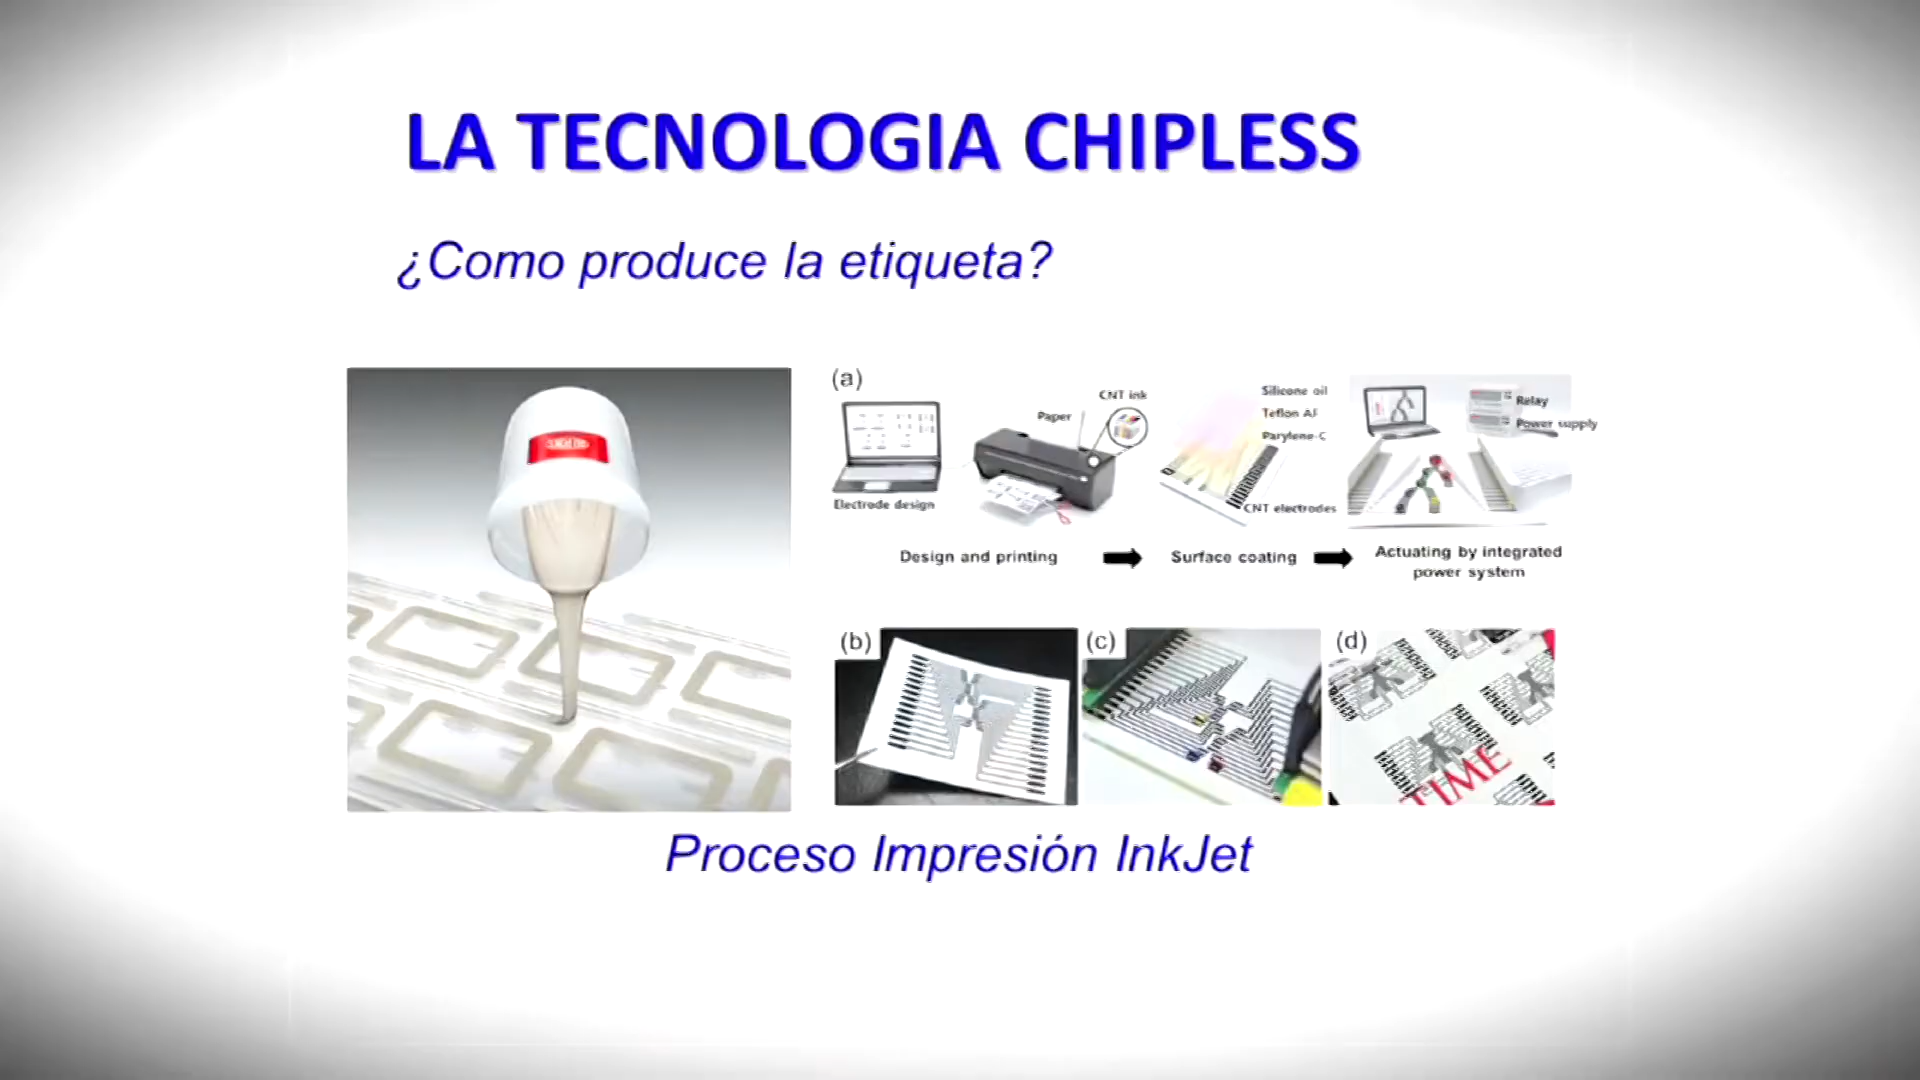 LA TECNOLOGIA CHIPLESS
¿Como produce la etiqueta?
(a)
CNT ink
Paper
Electrode design
Silicone oil
Teflon AF
Parylene-C
CNT electrodes
Relay
Power supply
Design and printing
Surface coating
Actuating by integrated
power system
(b)
(c)
(d)
TIME
Proceso Impresión InkJet